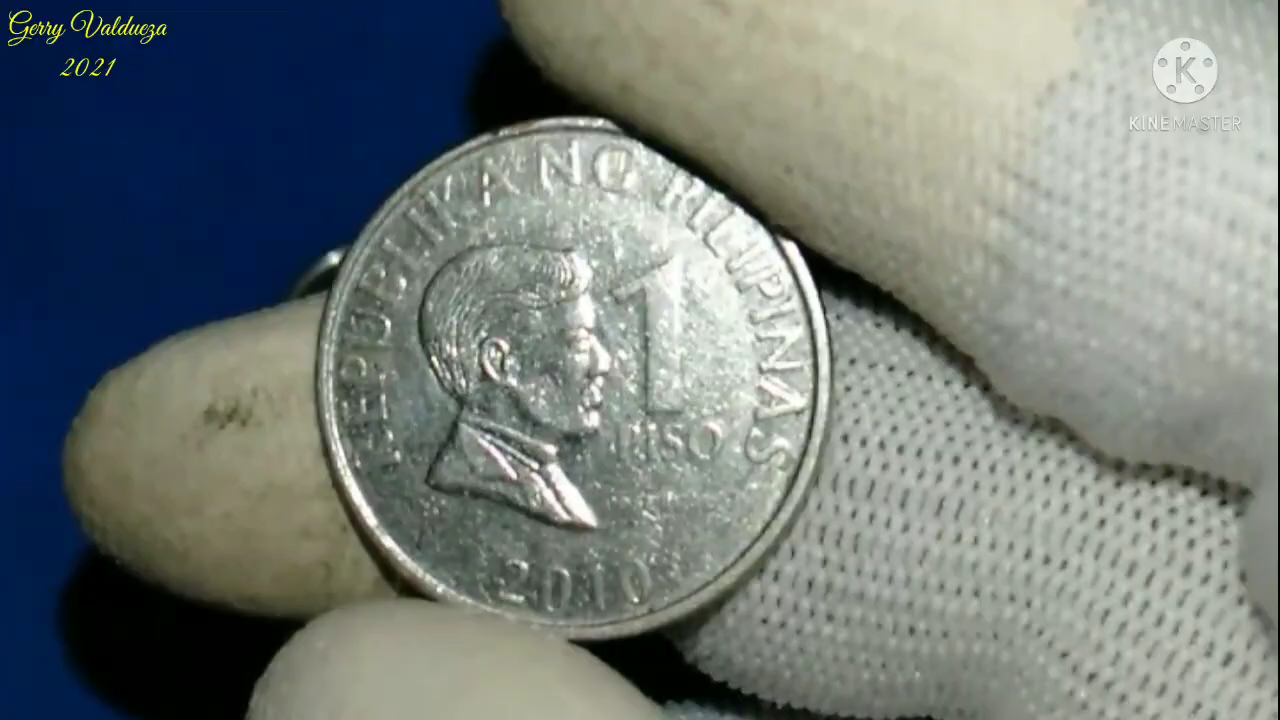 Gerry Valdueza
2021
KINEMASTER
REPUBLIKA NG PILIPINAS
1
PISO
2010